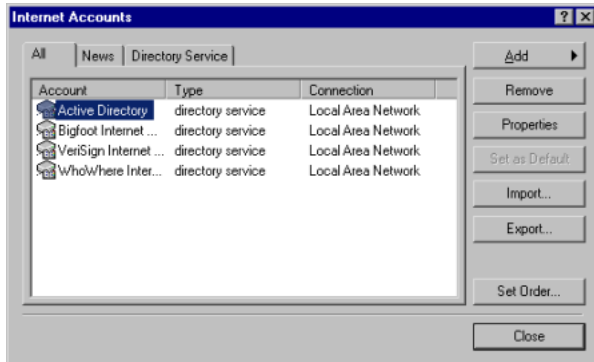 Internet Accounts
All News Directory Service
Add
Remove
Properties
Set as Default
Import...
Export...
Set Order...
Close
Account Type Connection
Active Directory directory service Local Area Network
Bigfoot Internet ... directory service Local Area Network
VeriSign Internet ... directory service Local Area Network
WhoWhere Inter... directory service Local Area Network